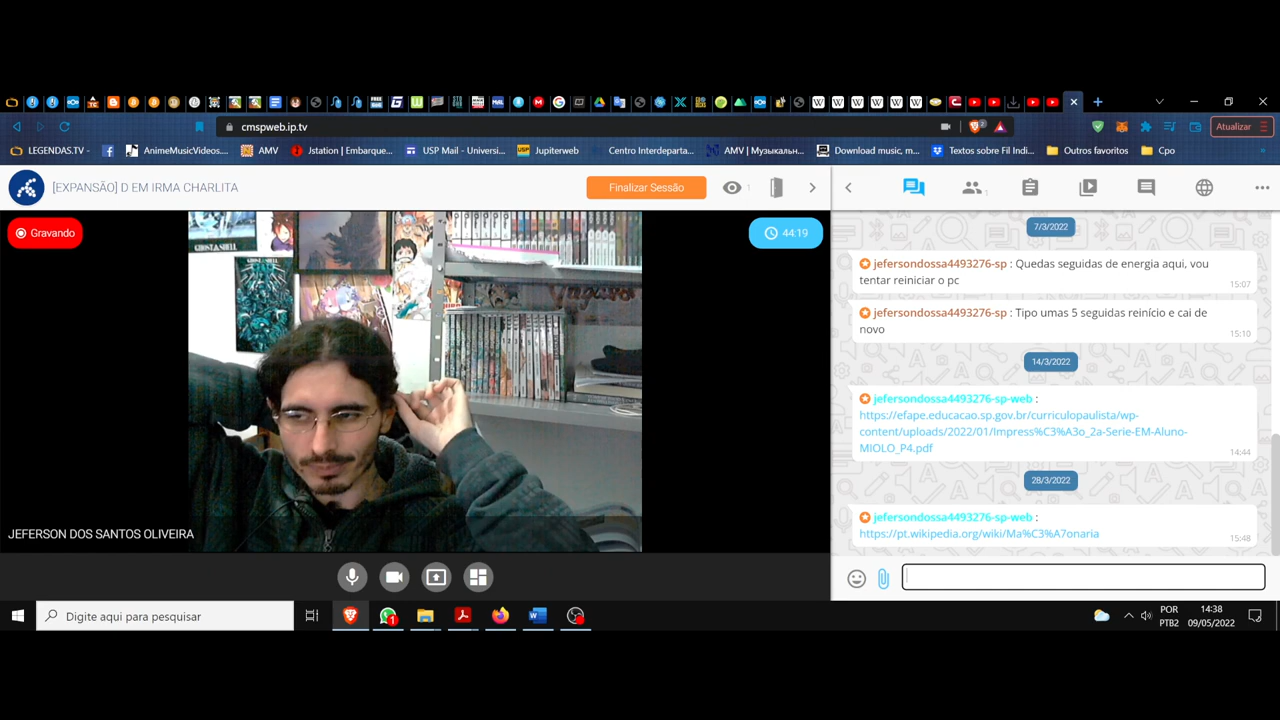 cmspweb.ip.tv
Atualizar
LEGENDAS.TV -
AnimeMusicVideos....
AMV
Jstation | Embarque...
USP Mail - Universi...
Jupiterweb
Centro Interdeparta...
AMV | Музыкальн...
Download music, m...
Textos sobre Fil Indi...
Outros favoritos
Cpo
[EXPANSÃO] D EM IRMA CHARLITA
Finalizar Sessão
1
1
Gravando
44:19
GHOST IN THE SHELL
JEFERSON DOS SANTOS OLIVEIRA
7/3/2022
jefersondossa4493276-sp : Quedas seguidas de energia aqui, vou
tentar reiniciar o pc
15:07
jefersondossa4493276-sp : Tipo umas 5 seguidas reinício e cai de
novo
15:10
14/3/2022
jefersondossa4493276-sp-web :
https://efape.educacao.sp.gov.br/curriculopaulista/wp-
content/uploads/2022/01/Impress%C3%A3o_2a-Serie-EM-Aluno-
MIOLO_P4.pdf
14:44
28/3/2022
jefersondossa4493276-sp-web :
https://pt.wikipedia.org/wiki/Ma%C3%A7onaria
15:48
Digite aqui para pesquisar
POR
PTB2
14:38
09/05/2022